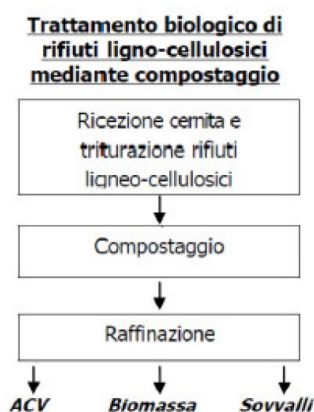 Trattamento biologico di
rifiuti ligno-cellulosici
mediante compostaggio
Ricezione cernita e
triturazione rifiuti
ligneo-cellulosici
Compostaggio
Raffinazione
ACV Biomassa Sovvalli